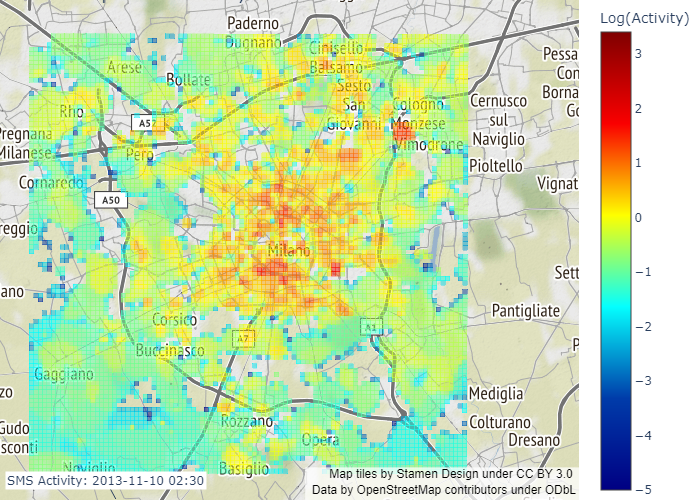 Log(Activity)
3
2
1
0
−1
−2
−3
−4
−5
Paderno
Dugnano
Cinisello
Balsamo
Arese
Bollate
Sesto
San
Giovanni
Cologno
Monzese
Vimodrone
Cernusco
sul
Naviglio
Pioltello
Pessa
Con
Borna
Go
Rho
A52
Pero
Pregnana
Milanese
Cornaredo
A50
Vignat
reggio
Milano
Sett
ano
Pantigliate
Corsico
A7
A1
Buccinasco
P
Gaggiano
zo
Mediglia
Rozzano
Colturano
Gudo
sconti
Opera
Dresano
Noviglio
Basiglio
SMS Activity: 2013-11-10 02:30
Map tiles by Stamen Design under CC BY 3.0
Data by OpenStreetMap contributors under ODbL